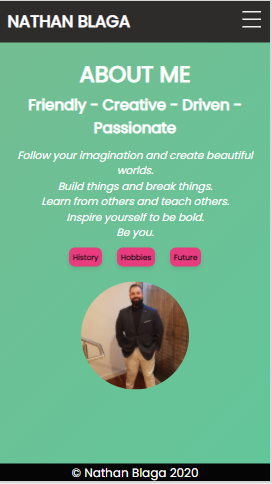 NATHAN BLAGA
ABOUT ME
Friendly - Creative - Driven -
Passionate
Follow your imagination and create beautiful
worlds.
Build things and break things.
Learn from others and teach others.
Inspire yourself to be bold.
Be you.
History Hobbies Future
© Nathan Blaga 2020